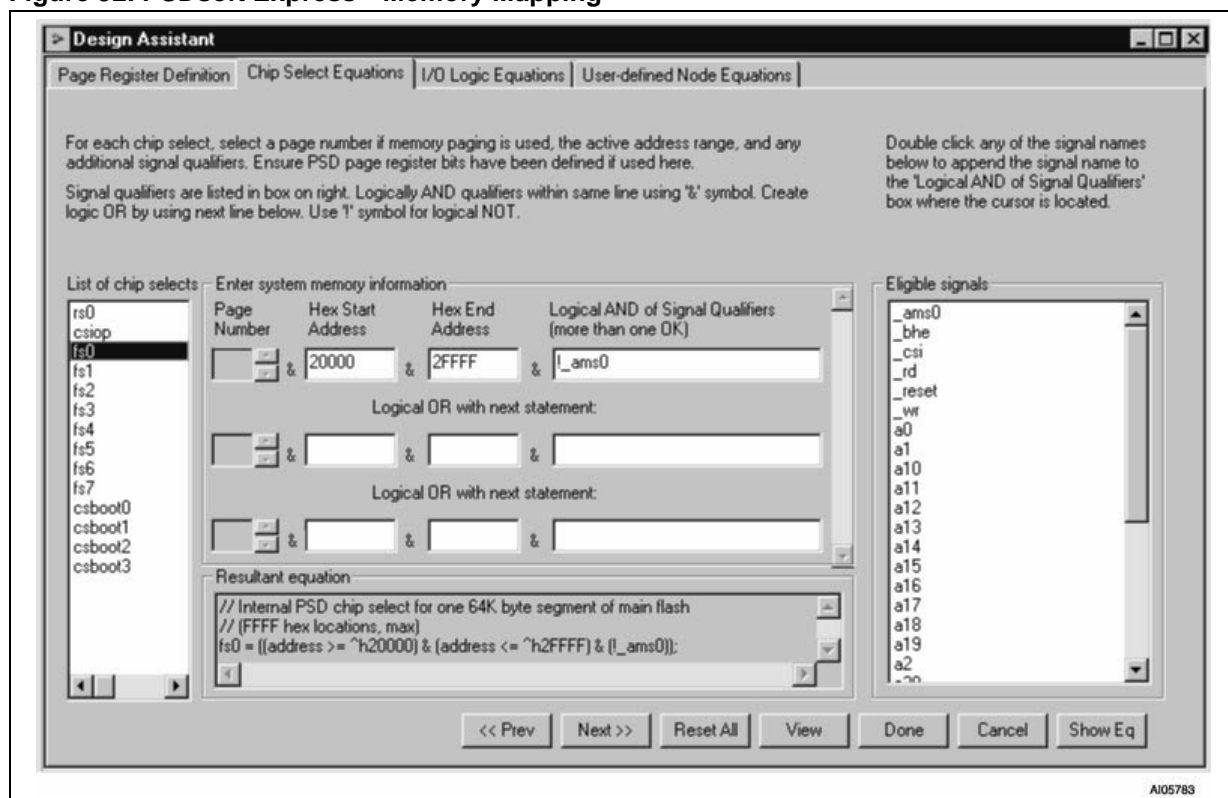 Design Assistant
Page Register Definition
Chip Select Equations
I/O Logic Equations
User-defined Node Equations
For each chip select, select a page number if memory paging is used, the active address range, and any
additional signal qualifiers. Ensure PSD page register bits have been defined if used here.
Signal qualifiers are listed in box on right. Logically AND qualifiers within same line using '&' symbol. Create
logic OR by using next line below. Use '!' symbol for logical NOT.
Double click any of the signal names
below to append the signal name to
the 'Logical AND of Signal Qualifiers'
box where the cursor is located.
List of chip selects
rs0
csiop
fs0
fs1
fs2
fs3
fs4
fs5
fs6
fs7
csboot0
csboot1
csboot2
csboot3
Enter system memory information
Page
Number
Hex Start
Address
Hex End
Address
Logical AND of Signal Qualifiers
(more than one OK)
& 20000 & 2FFFF & !_ams0
Logical OR with next statement:
& & &
Logical OR with next statement:
& & &
Resultant equation
// Internal PSD chip select for one 64K byte segment of main flash
// (FFFF hex locations, max)
fs0 = ((address >= ^h20000) & (address <= ^h2FFFF) & (!_ams0));
Eligible signals
_ams0
_bhe
_csi
_rd
_reset
_wr
a0
a1
a10
a11
a12
a13
a14
a15
a16
a17
a18
a19
a2
<< Prev
Next >>
Reset All
View
Done
Cancel
Show Eq
AI05783